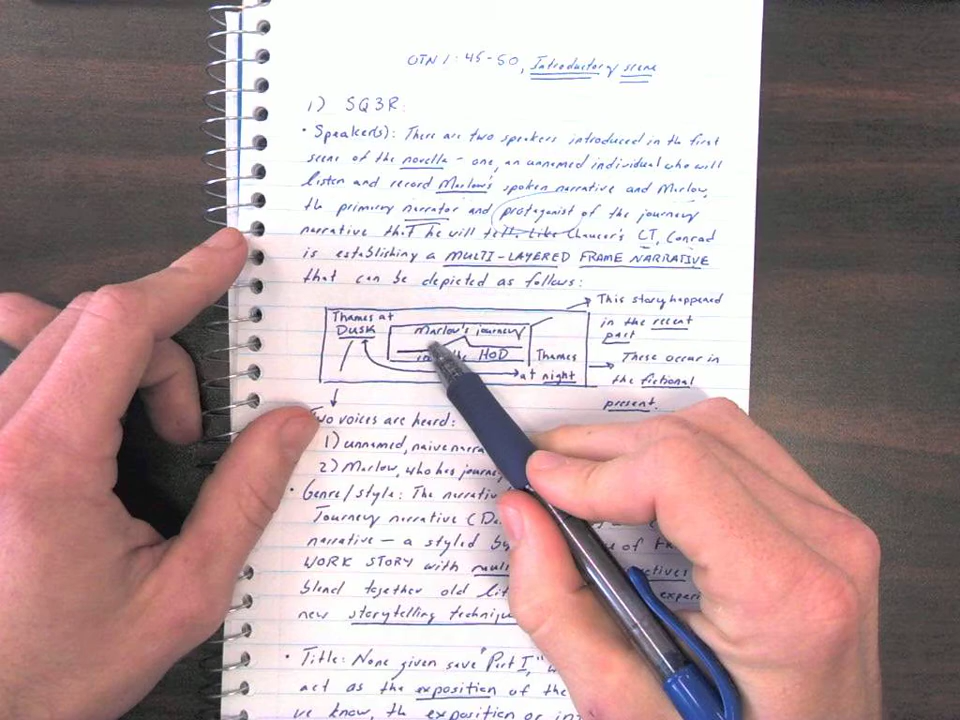 OTN 1: 45-50, Introductory scene
1) SQ3R:
• Speaker(s): There are two speakers introduced in th first
scene of the novella - one, an unnamed individual who will
listen and record Marlow's spoken narrative and Marlow,
th primary narrator and protagonist of the journey
narrative that he will tell. Like Chaucer's CT, Conrad
is establishing a MULTI-LAYERED FRAME NARRATIVE
that can be depicted as follows:
Thames at
Dusk
Marlow's journey
the HoD
Thames
at night
This story happened
in the recent
past
These occur in
the fictional
present.
Two voices are heard:
1) unnamed, naive
2) Marlow, who has
• Genre/style: The
Journey narrative
narrative - a styled
WORK STORY with
blend together old
new storytelling
• Title: None given save "Part I,"
act as the exposition of the
we know, th exposition or